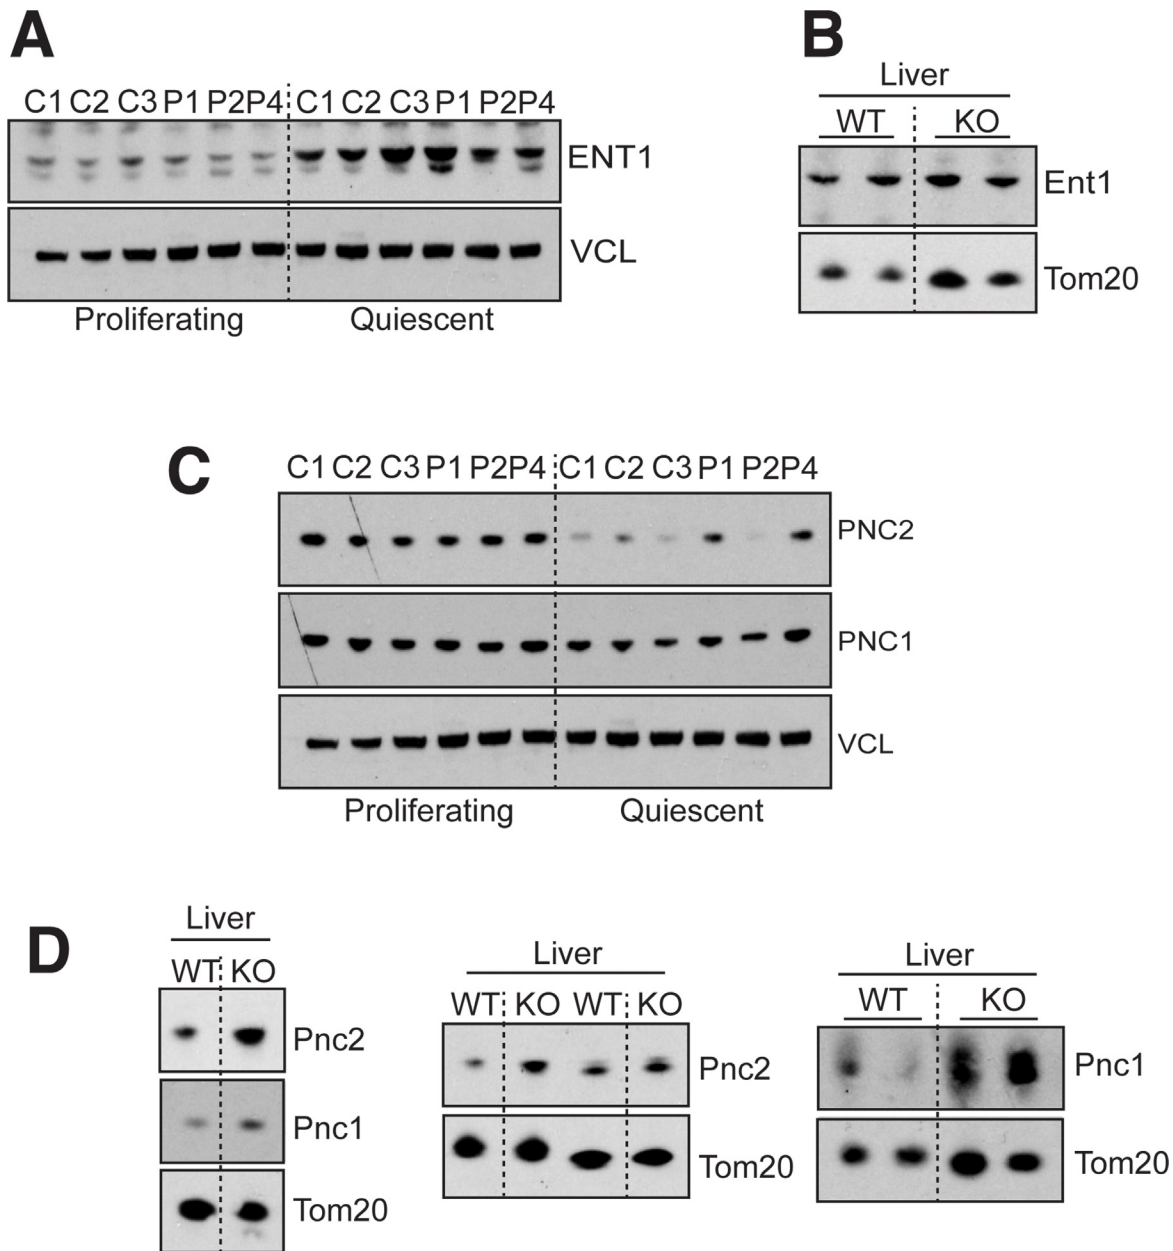 A
C1 C2 C3 P1 P2 P4 C1 C2 C3 P1 P2 P4
ENT1
VCL
Proliferating Quiescent
B
Liver
WT KO
Ent1
Tom20
C
C1 C2 C3 P1 P2 P4 C1 C2 C3 P1 P2 P4
PNC2
PNC1
VCL
Proliferating Quiescent
D
Liver
WT KO
Pnc2
Pnc1
Tom20
Liver
WT KO WT KO
Pnc2
Tom20
Liver
WT KO
Pnc1
Tom20